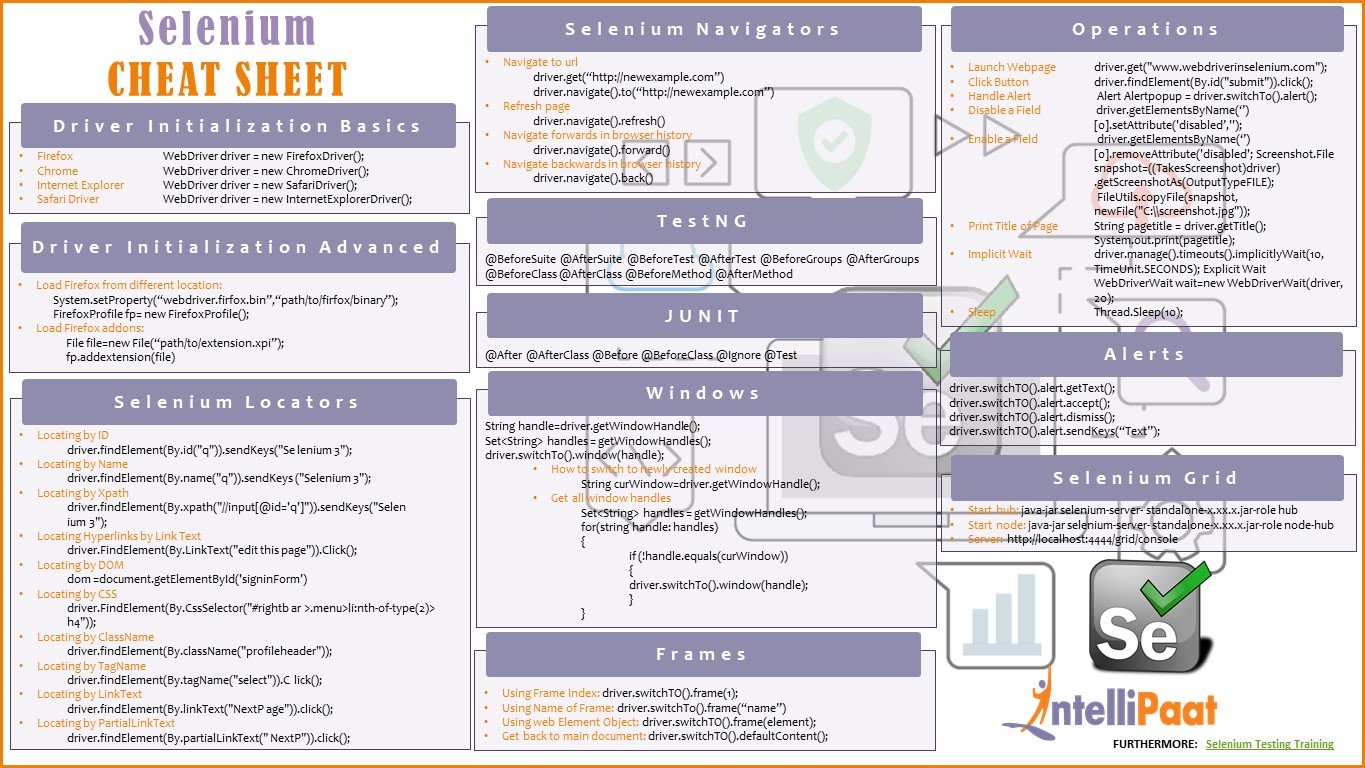 Selenium
CHEAT SHEET
Driver Initialization Basics
• Firefox WebDriver driver = new FirefoxDriver();
• Chrome WebDriver driver = new ChromeDriver();
• Internet Explorer WebDriver driver = new SafariDriver();
• Safari Driver WebDriver driver = new InternetExplorerDriver();
Driver Initialization Advanced
• Load Firefox from different location:
System.setProperty(“webdriver.firfox.bin”,“path/to/firfox/binary”);
FirefoxProfile fp= new FirefoxProfile();
• Load Firefox addons:
File file=new File(“path/to/extension.xpi”);
fp.addextension(file)
Selenium Locators
• Locating by ID
driver.findElement(By.id("q")).sendKeys("Se lenium 3");
• Locating by Name
driver.findElement(By.name("q")).sendKeys ("Selenium 3");
• Locating by Xpath
driver.findElement(By.xpath("//input[@id='q']")).sendKeys("Selen
ium 3");
• Locating Hyperlinks by Link Text
driver.FindElement(By.LinkText("edit this page")).Click();
• Locating by DOM
dom =document.getElementById('signinForm')
• Locating by CSS
driver.FindElement(By.CssSelector("#rightb ar >.menu>li:nth-of-type(2)>
h4"));
• Locating by ClassName
driver.findElement(By.className("profileheader"));
• Locating by TagName
driver.findElement(By.tagName("select")).C lick();
• Locating by LinkText
driver.findElement(By.linkText("NextP age")).click();
• Locating by PartialLinkText
driver.findElement(By.partialLinkText(" NextP")).click();
Selenium Navigators
• Navigate to url
driver.get(“http://newexample.com”)
driver.navigate().to(“http://newexample.com”)
• Refresh page
driver.navigate().refresh()
• Navigate forwards in browser history
driver.navigate().forward()
• Navigate backwards in browser history
driver.navigate().back()
TestNG
@BeforeSuite @AfterSuite @BeforeTest @AfterTest @BeforeGroups @AfterGroups
@BeforeClass @AfterClass @BeforeMethod @AfterMethod
JUNIT
@After @AfterClass @Before @BeforeClass @Ignore @Test
Windows
String handle=driver.getWindowHandle();
Set<String> handles = getWindowHandles();
driver.switchTo().window(handle);
• How to switch to newly created window
String curWindow=driver.getWindowHandle();
• Get all window handles
Set<String> handles = getWindowHandles();
for(string handle: handles)
{
if (!handle.equals(curWindow))
{
driver.switchTo().window(handle);
}
}
Frames
• Using Frame Index: driver.switchTO().frame(1);
• Using Name of Frame: driver.switchTo().frame(“name”)
• Using web Element Object: driver.switchTO().frame(element);
• Get back to main document: driver.switchTO().defaultContent();
Operations
• Launch Webpage driver.get("www.webdriverinselenium.com");
• Click Button driver.findElement(By.id("submit")).click();
• Handle Alert Alert Alertpopup = driver.switchTo().alert();
• Disable a Field driver.getElementsByName('')
[0].setAttribute('disabled','');
• Enable a Field driver.getElementsByName('')
[0].removeAttribute('disabled'; Screenshot.File
snapshot=((TakesScreenshot)driver)
.getScreenshotAs(OutputTypeFILE);
FileUtils.copyFile(snapshot,
newFile("C:\\screenshot.jpg"));
• Print Title of Page String pagetitle = driver.getTitle();
System.out.print(pagetitle);
• Implicit Wait driver.manage().timeouts().implicitlyWait(10,
TimeUnit.SECONDS); Explicit Wait
WebDriverWait wait=new WebDriverWait(driver,
20);
• Sleep Thread.Sleep(10);
Alerts
driver.switchTO().alert.getText();
driver.switchTO().alert.accept();
driver.switchTO().alert.dismiss();
driver.switchTO().alert.sendKeys(“Text”);
Selenium Grid
• Start hub: java-jar selenium-server- standalone-x.xx.x.jar-role hub
• Start node: java-jar selenium-server- standalone-x.xx.x.jar-role node-hub
• Server: http://localhost:4444/grid/console
Se
Se
IntelliPaat
FURTHERMORE: Selenium Testing Training